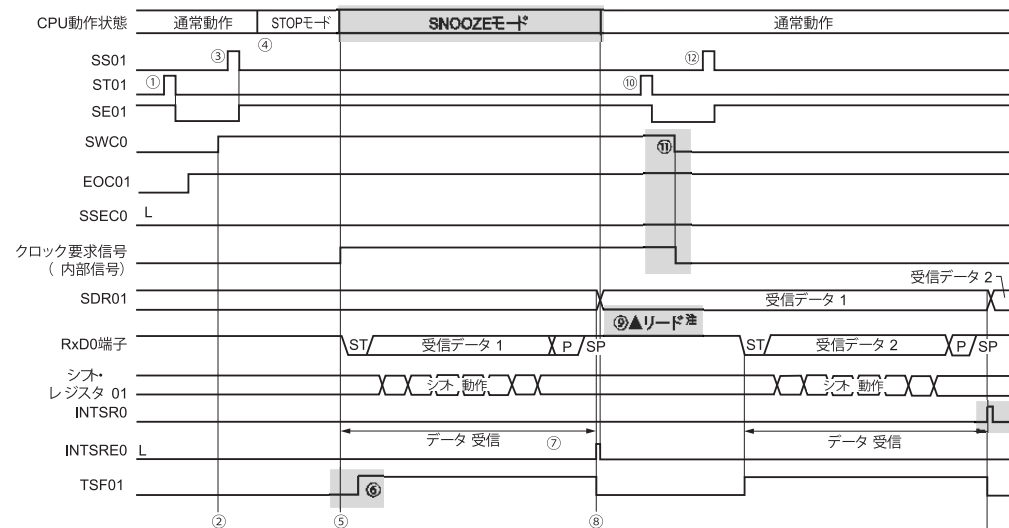 CPU動作状態 通常動作 STOPモード SNOOZEモード 通常動作
④
SS01 ③ ⑫
ST01 ① ⑩
SE01
SWC0 ⑪
EOC01
SSEC0 L
クロック要求信号
( 内部信号)
受信データ 2
SDR01 受信データ 1
⑨▲リード注
RxD0端子 ST 受信データ 1 P SP ST 受信データ 2 P SP
シフト・
レジスタ 01 シフト 動作 シフト 動作
INTSR0
データ 受信 ⑦ データ 受信
INTSRE0 L
TSF01 ⑥
② ⑤ ⑧